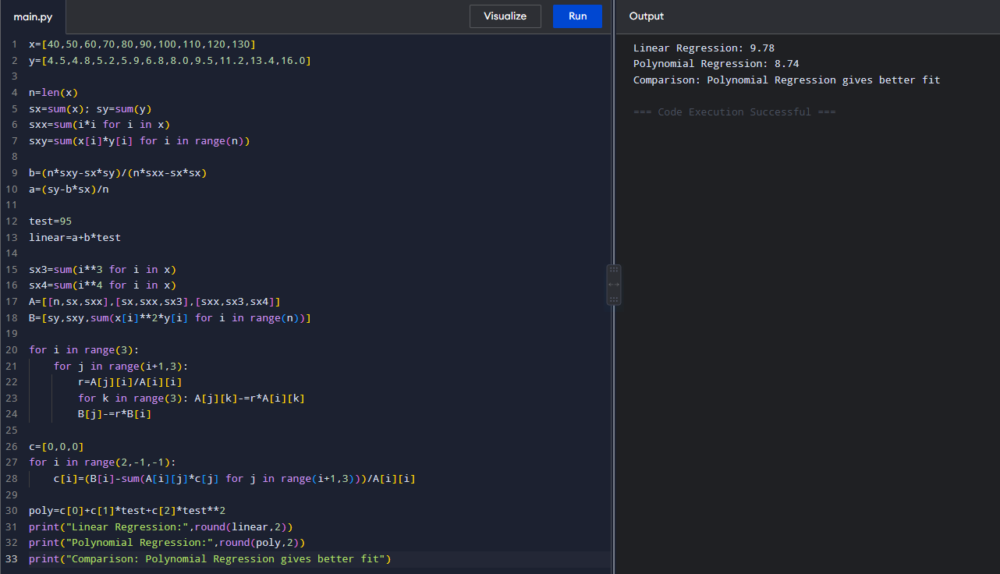 main.py
Visualize
Run
Output
1 x=[40,50,60,70,80,90,100,110,120,130]
2 y=[4.5,4.8,5.2,5.9,6.8,8.0,9.5,11.2,13.4,16.0]
3
4 n=len(x)
5 sx=sum(x); sy=sum(y)
6 sxx=sum(i*i for i in x)
7 sxy=sum(x[i]*y[i] for i in range(n))
8
9 b=(n*sxy-sx*sy)/(n*sxx-sx*sx)
10 a=(sy-b*sx)/n
11
12 test=95
13 linear=a+b*test
14
15 sx3=sum(i**3 for i in x)
16 sx4=sum(i**4 for i in x)
17 A=[[n,sx,sxx],[sx,sxx,sx3],[sxx,sx3,sx4]]
18 B=[sy,sxy,sum(x[i]**2*y[i] for i in range(n))]
19
20 for i in range(3):
21     for j in range(i+1,3):
22         r=A[j][i]/A[i][i]
23         for k in range(3): A[j][k]-=r*A[i][k]
24         B[j]-=r*B[i]
25
26 c=[0,0,0]
27 for i in range(2,-1,-1):
28     c[i]=(B[i]-sum(A[i][j]*c[j] for j in range(i+1,3)))/A[i][i]
29
30 poly=c[0]+c[1]*test+c[2]*test**2
31 print("Linear Regression:",round(linear,2))
32 print("Polynomial Regression:",round(poly,2))
33 print("Comparison: Polynomial Regression gives better fit")
Linear Regression: 9.78
Polynomial Regression: 8.74
Comparison: Polynomial Regression gives better fit
=== Code Execution Successful ===